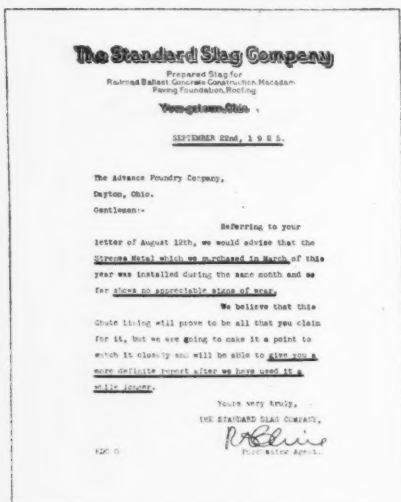 The Standard Slag Company
Prepared Slag for
Railroad Ballast, Concrete Construction, Macadam
Paving Foundation, Roofing
Youngstown, Ohio
SEPTEMBER 22nd, 1 9 2 5.
The Advance Foundry Company,
Dayton, Ohio.
Gentlemen:-
Referring to your
letter of August 12th, we would advise that the
Strenes Metal which we purchased in March of this
year was installed during the same month and so
far shows no appreciable signs of wear.
We believe that this
Chute Lining will prove to be all that you claim
for it, but we are going to make it a point to
watch it closely and will be able to give you a
more definite report after we have used it a
while longer.
Yours very truly,
THE STANDARD SLAG COMPANY,
Purchasing Agent.